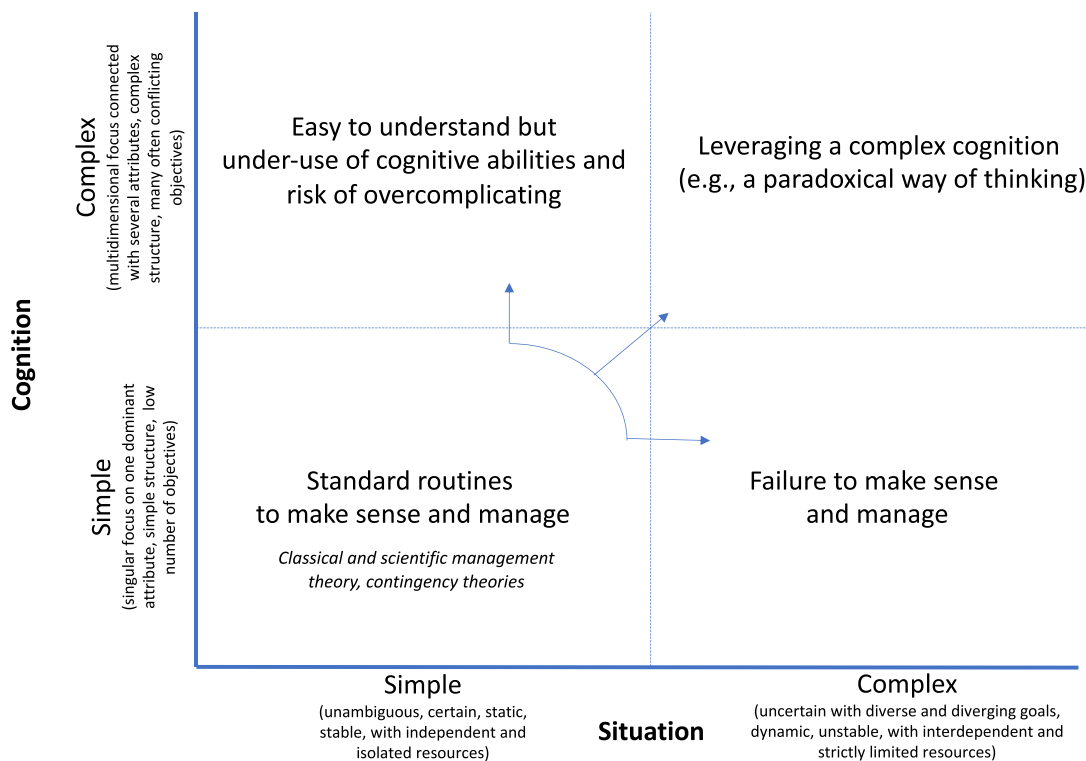 Cognition
Complex
(multidimensional focus connected
with several attributes, complex
structure, many often conflicting
objectives)
Easy to understand but
under-use of cognitive abilities and
risk of overcomplicating
Leveraging a complex cognition
(e.g., a paradoxical way of thinking)
Simple
(singular focus on one dominant
attribute, simple structure, low
number of objectives)
Standard routines
to make sense and manage
Classical and scientific management
theory, contingency theories
Failure to make sense
and manage
Simple
(unambiguous, certain, static,
stable, with independent and
isolated resources)
Situation
Complex
(uncertain with diverse and diverging goals,
dynamic, unstable, with interdependent and
strictly limited resources)